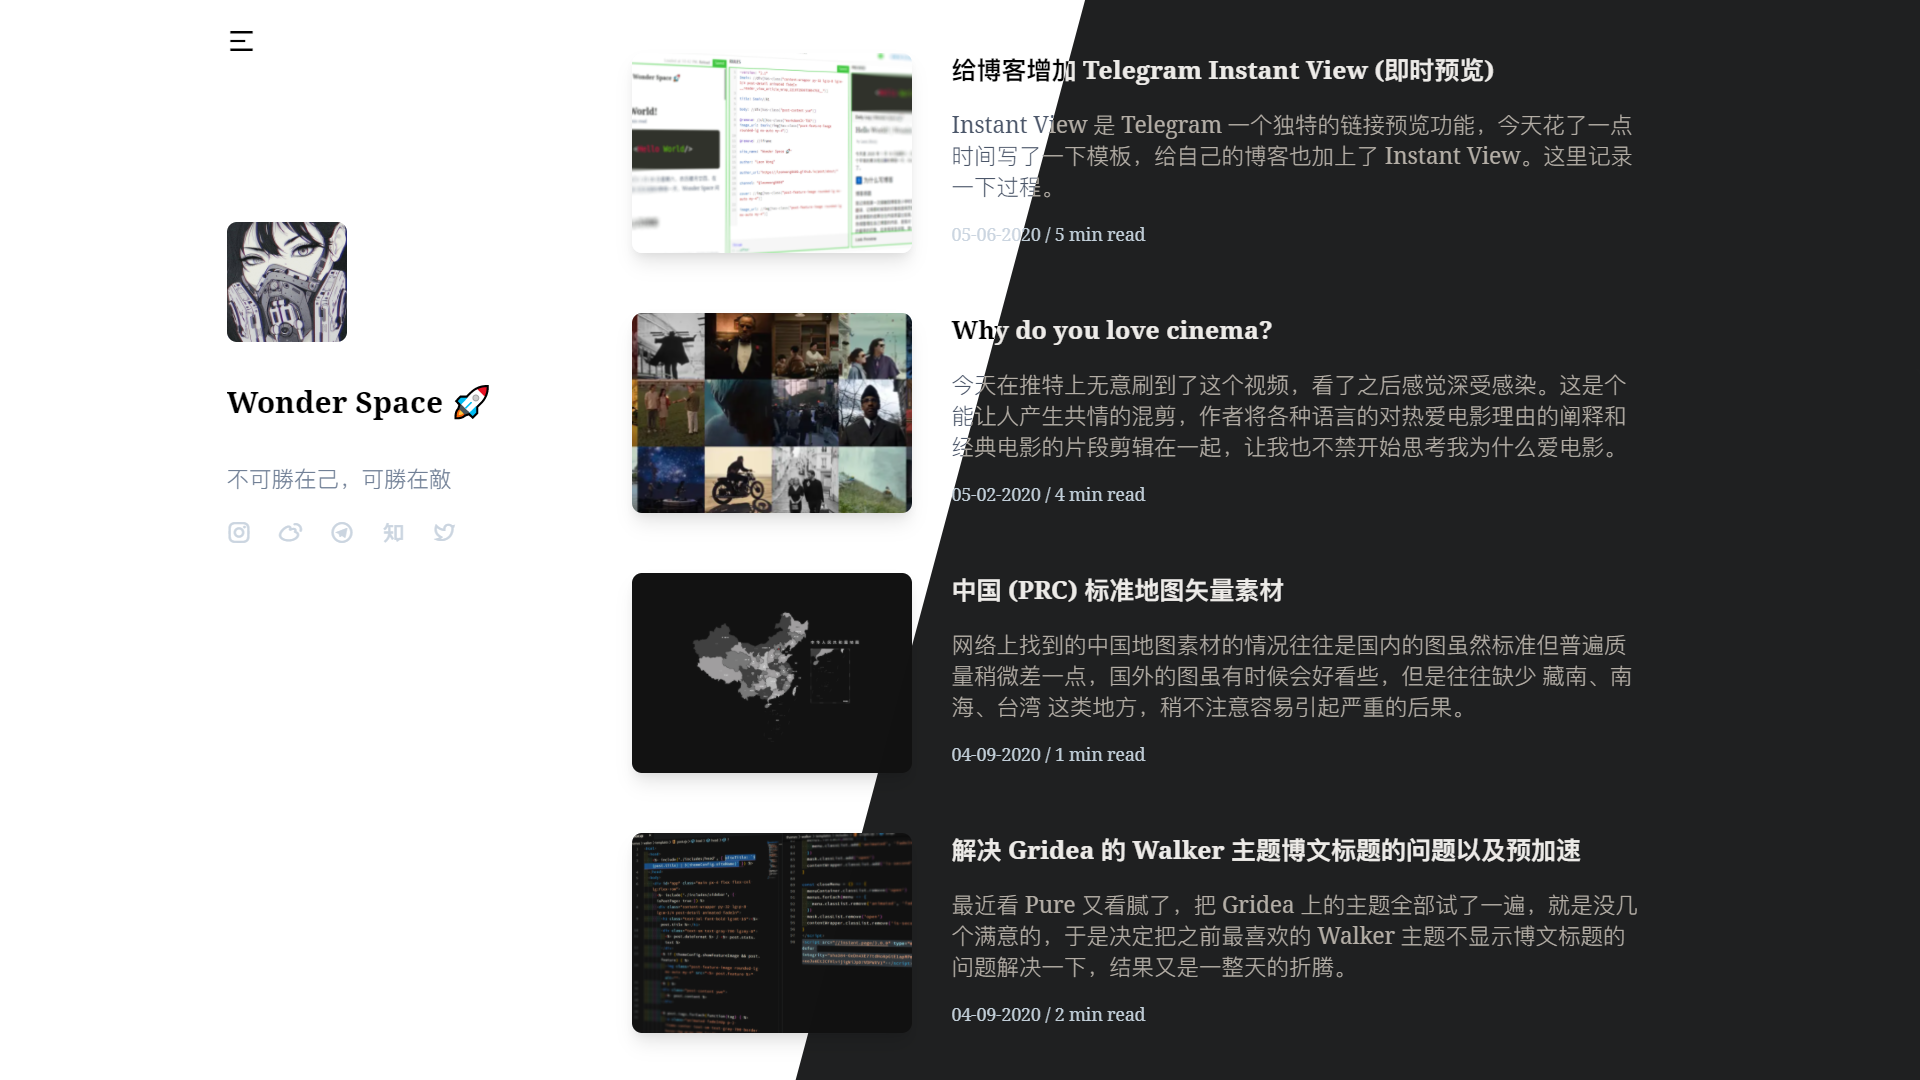 Wonder Space 🚀
不可勝在己，可勝在敵
给博客增加 Telegram Instant View (即时预览)
Instant View 是 Telegram 一个独特的链接预览功能，今天花了一点
时间写了一下模板，给自己的博客也加上了 Instant View。这里记录
一下过程。
05-06-2020 / 5 min read
Why do you love cinema?
今天在推特上无意刷到了这个视频，看了之后感觉深受感染。这是个
能让人产生共情的混剪，作者将各种语言的对热爱电影理由的阐释和
经典电影的片段剪辑在一起，让我也不禁开始思考我为什么爱电影。
05-02-2020 / 4 min read
中国 (PRC) 标准地图矢量素材
网络上找到的中国地图素材的情况往往是国内的图虽然标准但普遍质
量稍微差一点，国外的图虽有时候会好看些，但是往往缺少 藏南、南
海、台湾 这类地方，稍不注意容易引起严重的后果。
04-09-2020 / 1 min read
解决 Gridea 的 Walker 主题博文标题的问题以及预加速
最近看 Pure 又看腻了，把 Gridea 上的主题全部试了一遍，就是没几
个满意的，于是决定把之前最喜欢的 Walker 主题不显示博文标题的
问题解决一下，结果又是一整天的折腾。
04-09-2020 / 2 min read